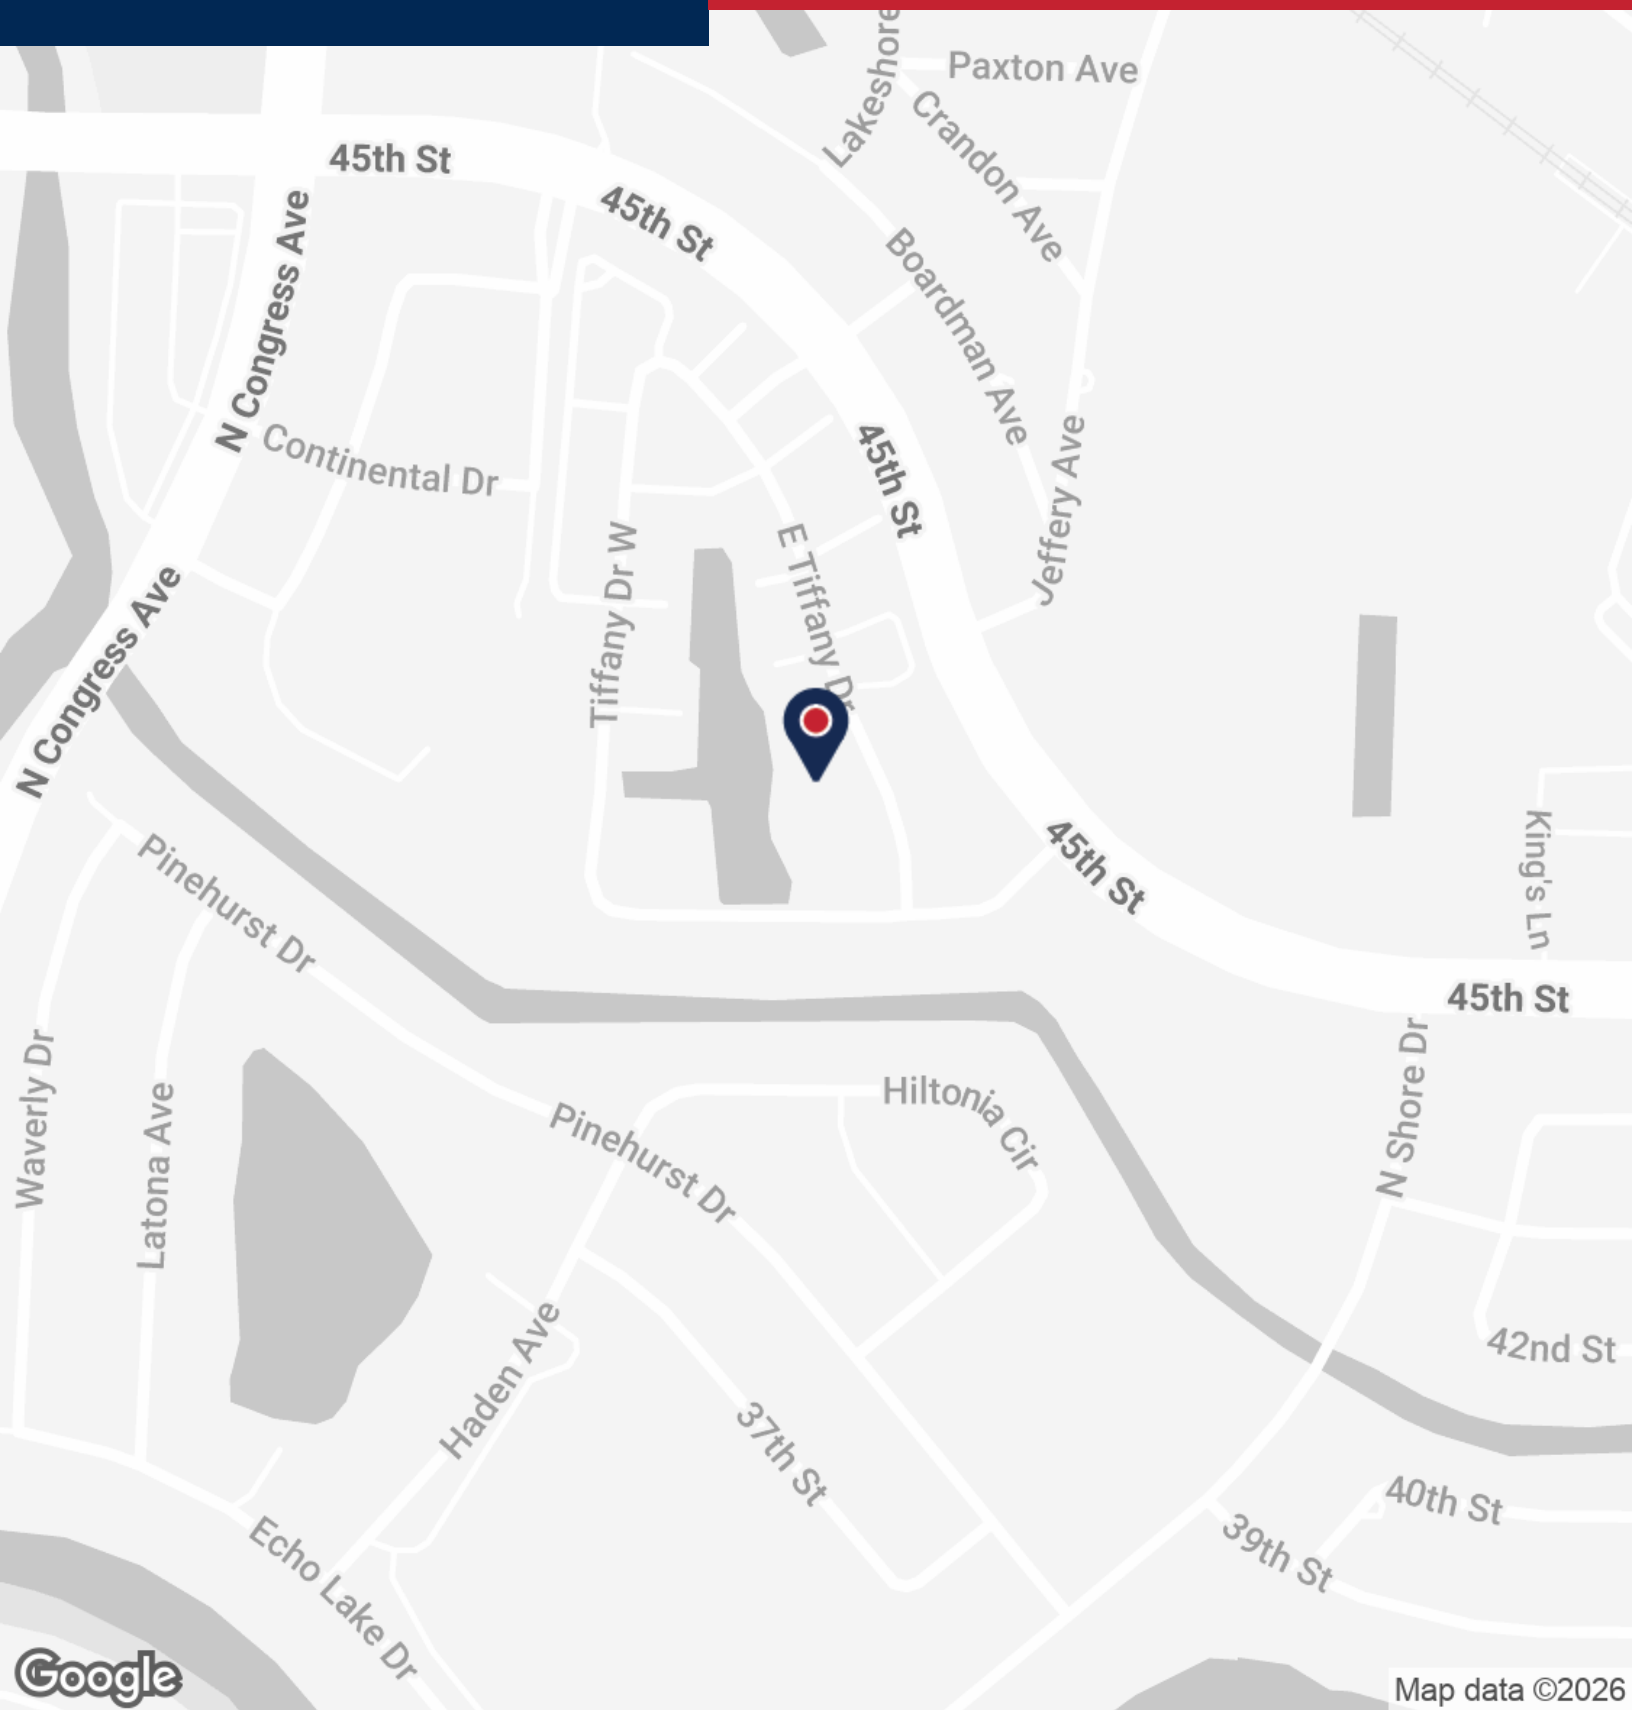 Lakeshore
Paxton Ave
Crandon Ave
45th St
45th St
N Congress Ave
Boardman Ave
Continental Dr
45th St
Jeffery Ave
Tiffany Dr W
E Tiffany Dr
N Congress Ave
45th St
King's Ln
Pinehurst Dr
45th St
Waverly Dr
Latona Ave
Hiltonia Cir
N Shore Dr
Pinehurst Dr
Haden Ave
42nd St
37th St
40th St
39th St
Echo Lake Dr
Google
Map data ©2026